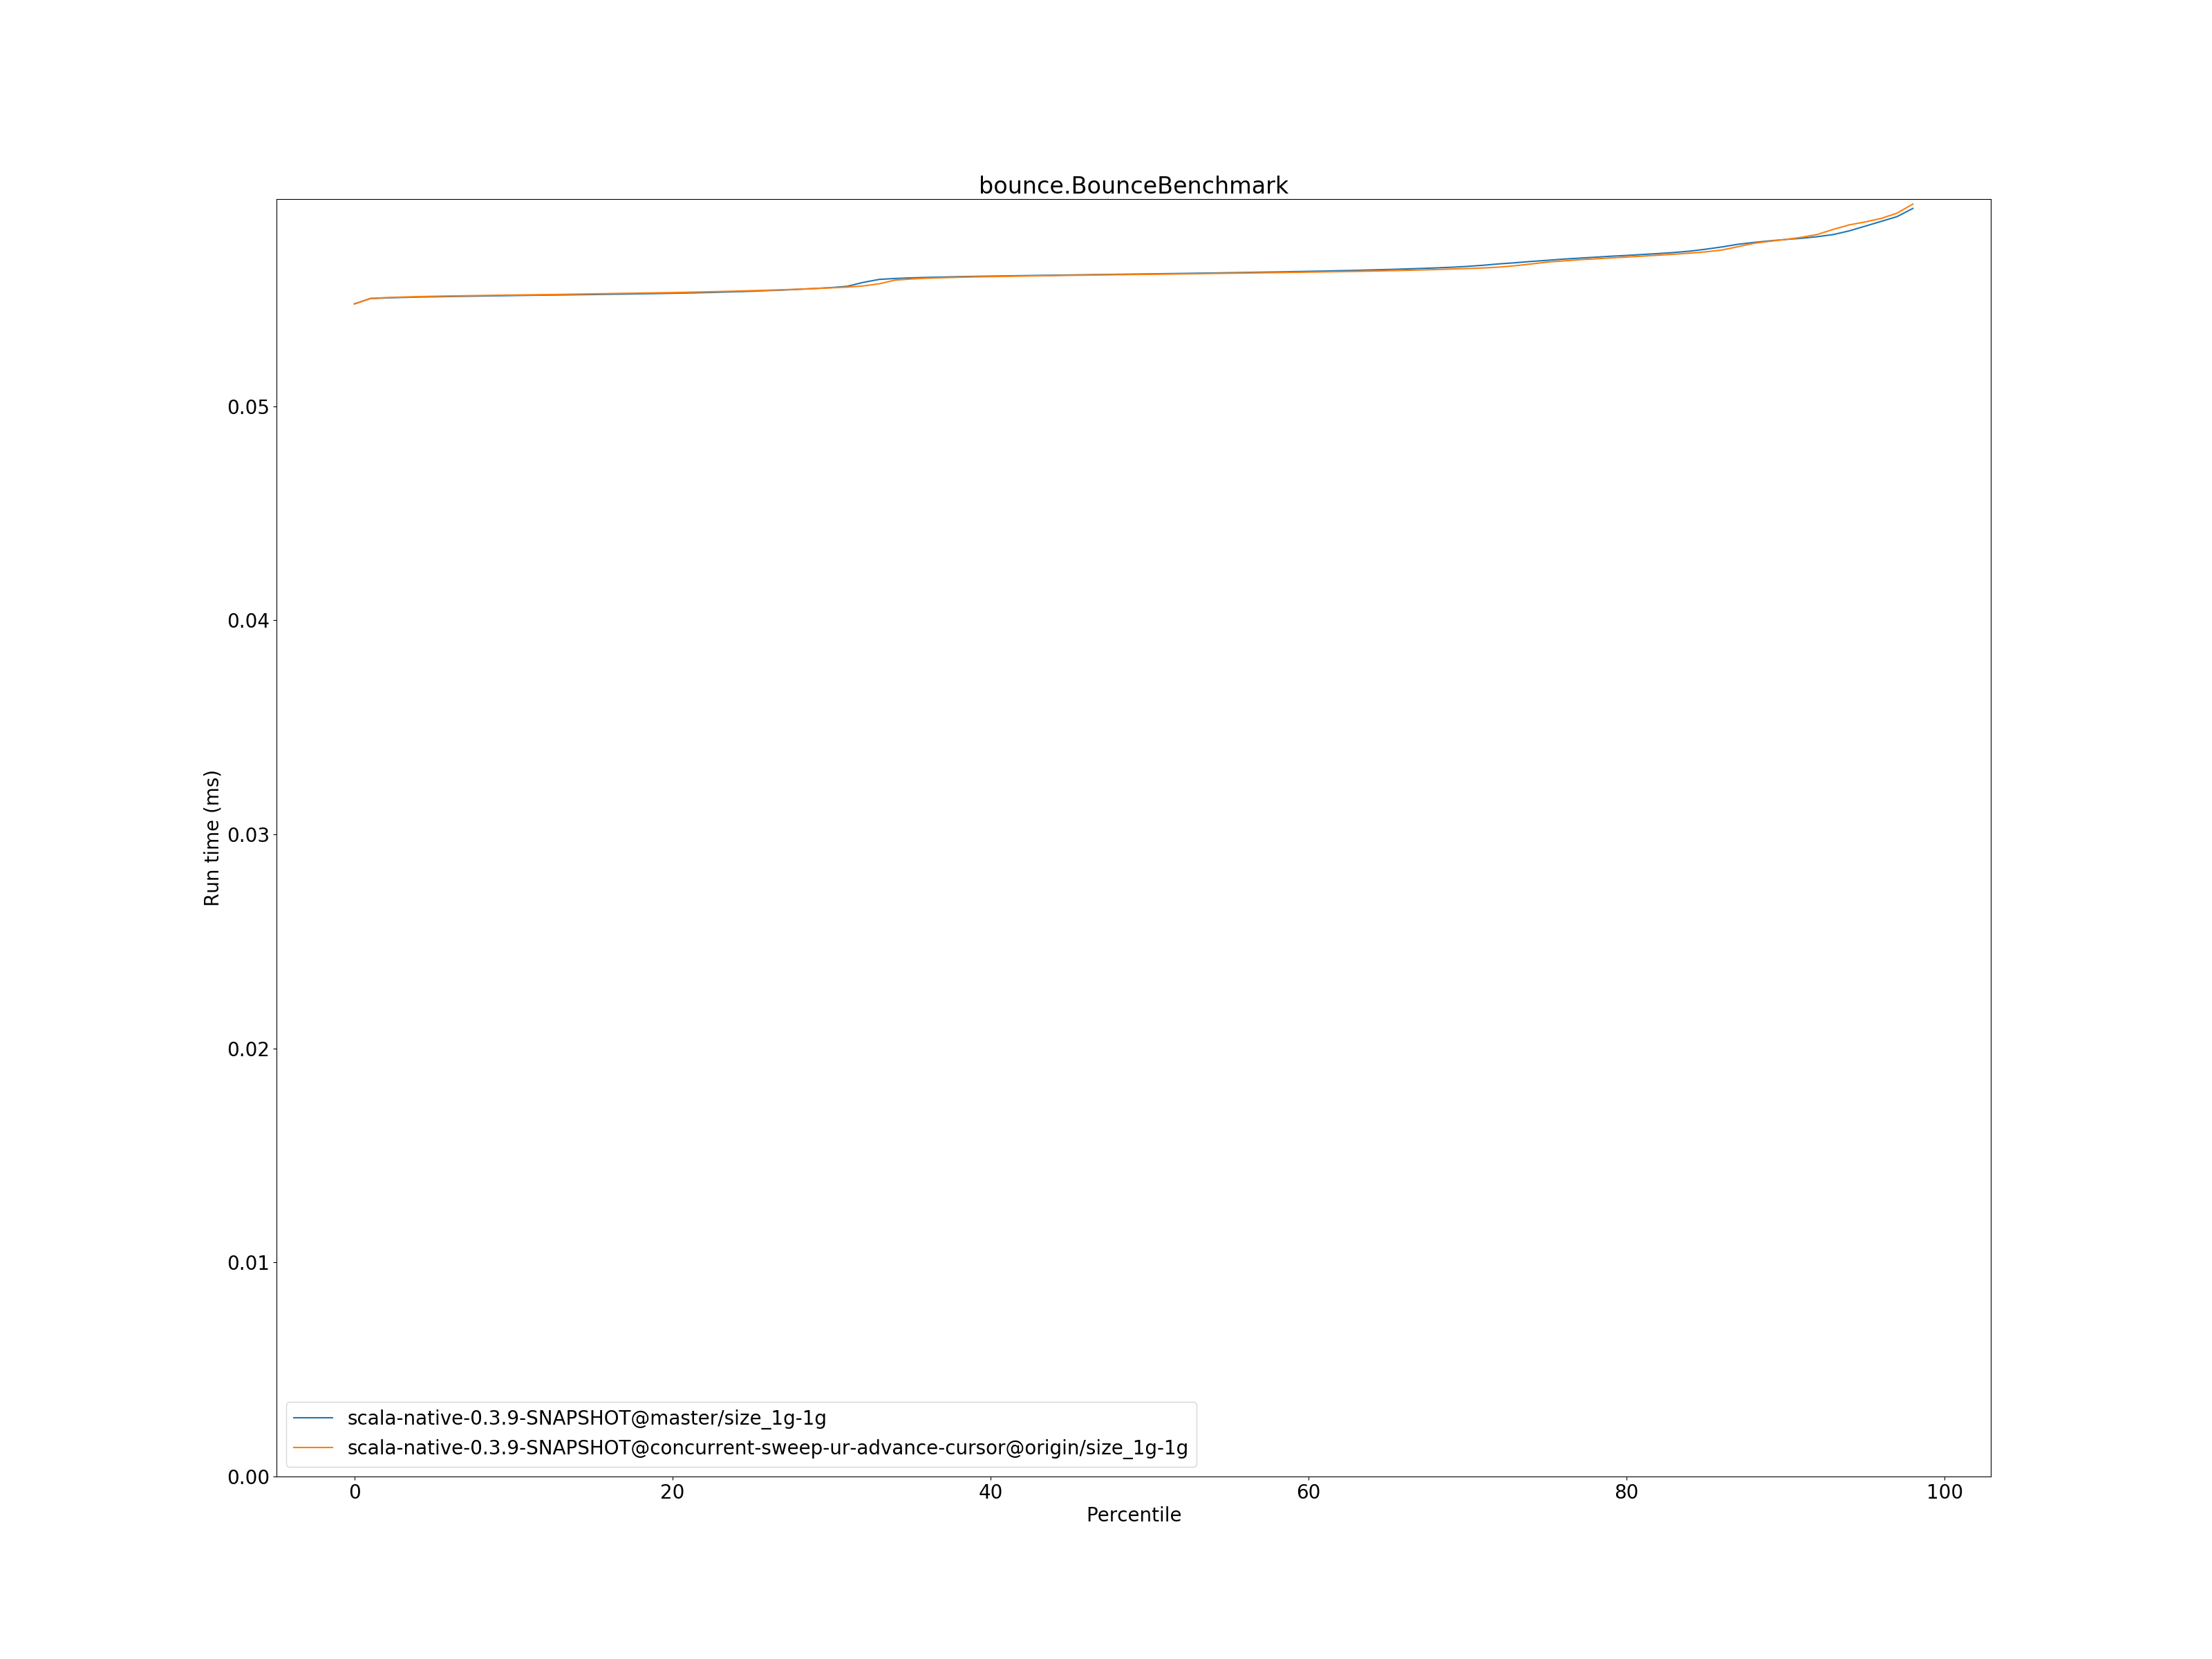 bounce.BounceBenchmark
Run time (ms)
0.05
0.04
0.03
0.02
0.01
0.00
scala-native-0.3.9-SNAPSHOT@master/size_1g-1g
scala-native-0.3.9-SNAPSHOT@concurrent-sweep-ur-advance-cursor@origin/size_1g-1g
0 20 40 60 80 100
Percentile